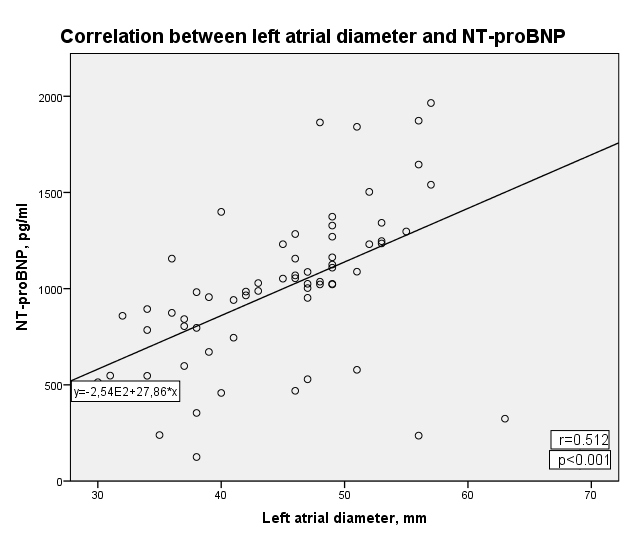 Correlation between left atrial diameter and NT-proBNP
NT-proBNP, pg/ml
2000
1500
1000
500
0
y=-2,54E2+27,86*x
r=0.512
p<0.001
30 40 50 60 70
Left atrial diameter, mm